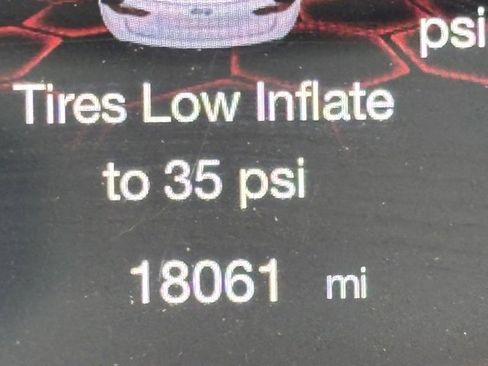 psi
Tires Low Inflate
to 35 psi
18061 mi